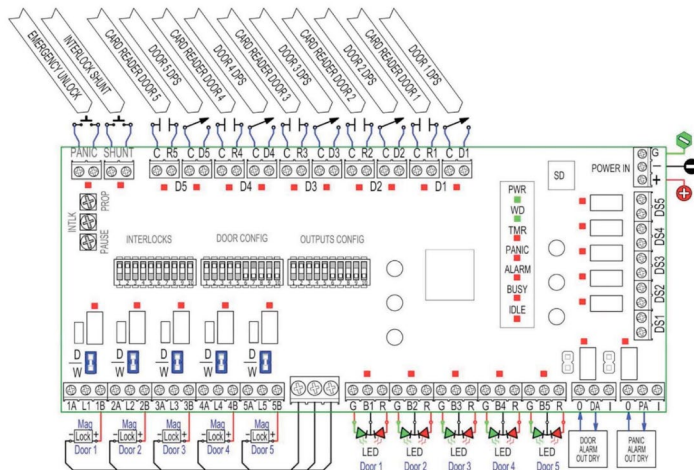 EMERGENCY UNLOCK
INTERLOCK SHUNT
CARD READER DOOR 5
DOOR 5 DPS
CARD READER DOOR 4
DOOR 4 DPS
CARD READER DOOR 3
DOOR 3 DPS
CARD READER DOOR 2
DOOR 2 DPS
CARD READER DOOR 1
DOOR 1 DPS
PANIC SHUNT C R5 C D5 C R4 C D4 C R3 C D3 C R2 C D2 C R1 C D1
D5 D4 D3 D2 D1
POWER IN G – +
SD
INTLK PROP
PAUSE
INTERLOCKS DOOR CONFIG OUTPUTS CONFIG
PWR
WD
TMR
PANIC
ALARM
BUSY
IDLE
DS5
DS4
DS3
DS2
DS1
D D D D D
W W W W W
1A L1 1B 2A L2 2B 3A L3 3B 4A L4 4B 5A L5 5B G B1 R G B2 R G B3 R G B4 R G B5 R O DA I O PA I
Mag Mag Mag Mag Mag
Lock + Lock + Lock + Lock + Lock +
Door 1 Door 2 Door 3 Door 4 Door 5
LED LED LED LED LED
Door 1 Door 2 Door 3 Door 4 Door 5
DOOR
ALARM
OUT DRY
PANIC
ALARM
OUT DRY